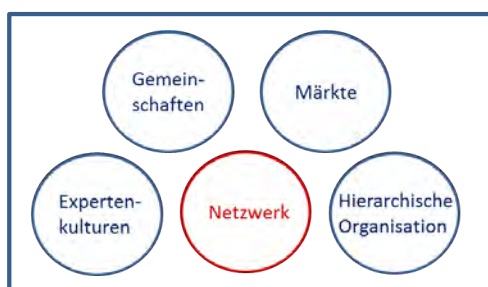 Gemein-
schaften
Märkte
Experten-
kulturen
Netzwerk
Hierarchische
Organisation